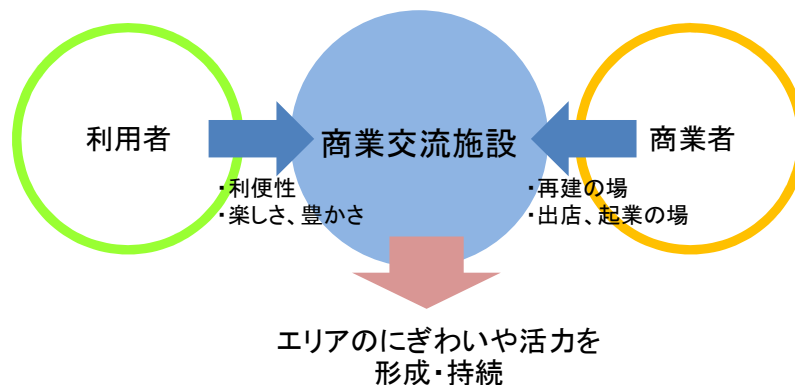 利用者
商業交流施設
商業者
・利便性
・楽しさ、豊かさ
・再建の場
・出店、起業の場
エリアのにぎわいや活力を
形成・持続